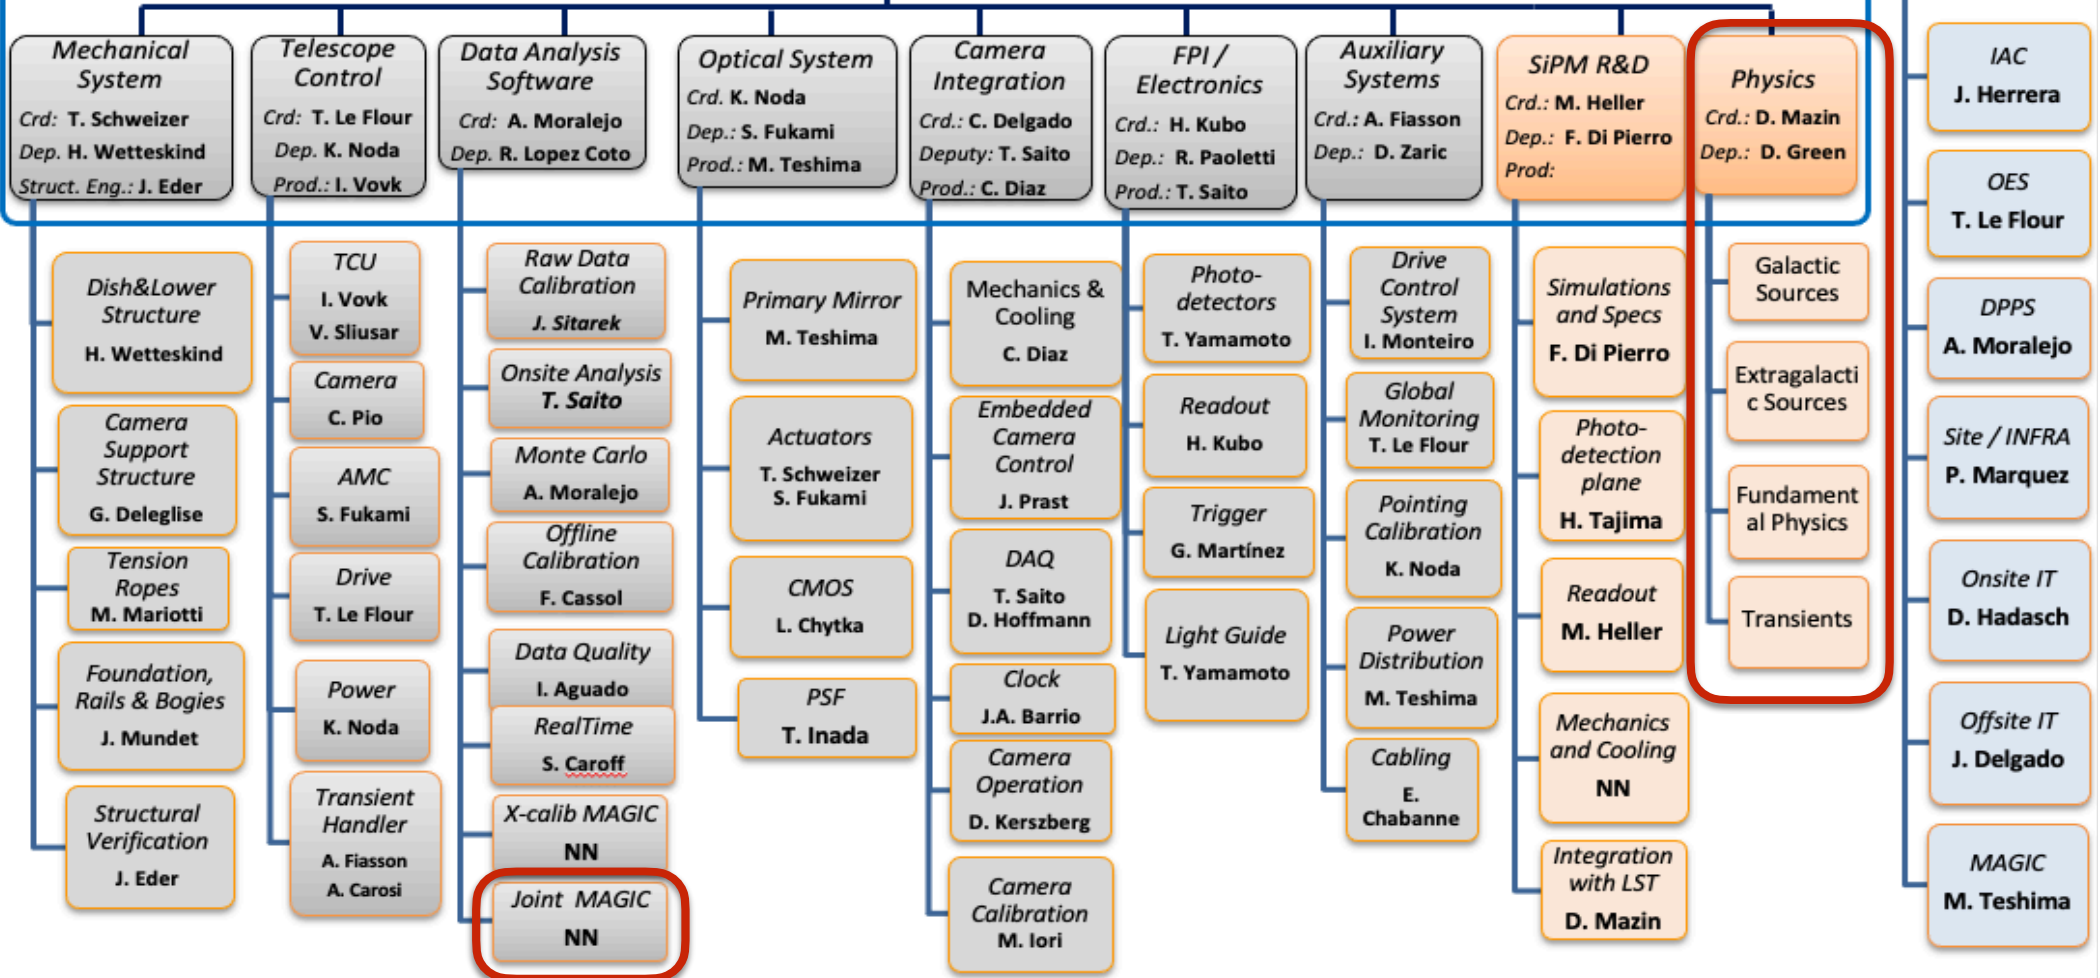 Mechanical
System
Crd: T. Schweizer
Dep. H. Wetteskind
Struct. Eng.: J. Eder
Dish&Lower
Structure
H. Wetteskind
Camera
Support
Structure
G. Deleglise
Tension
Ropes
M. Mariotti
Foundation,
Rails & Bogies
J. Mundet
Structural
Verification
J. Eder
Telescope
Control
Crd: T. Le Flour
Dep. K. Noda
Prod.: I. Vovk
TCU
I. Vovk
V. Sliusar
Camera
C. Pio
AMC
S. Fukami
Drive
T. Le Flour
Power
K. Noda
Transient
Handler
A. Fiasson
A. Carosi
Data Analysis
Software
Crd: A. Moralejo
Dep. R. Lopez Coto
Raw Data
Calibration
J. Sitarek
Onsite Analysis
T. Saito
Monte Carlo
A. Moralejo
Offline
Calibration
F. Cassol
Data Quality
I. Aguado
RealTime
S. Caroff
X-calib MAGIC
NN
Joint MAGIC
NN
Optical System
Crd. K. Noda
Dep.: S. Fukami
Prod.: M. Teshima
Primary Mirror
M. Teshima
Actuators
T. Schweizer
S. Fukami
CMOS
L. Chytka
PSF
T. Inada
Camera
Integration
Crd.: C. Delgado
Deputy: T. Saito
Prod.: C. Diaz
Mechanics &
Cooling
C. Diaz
Embedded
Camera
Control
J. Prast
DAQ
T. Saito
D. Hoffmann
Clock
J.A. Barrio
Camera
Operation
D. Kerszberg
Camera
Calibration
M. Iori
FPI /
Electronics
Crd.: H. Kubo
Dep.: R. Paoletti
Prod.: T. Saito
Photo-
detectors
T. Yamamoto
Readout
H. Kubo
Trigger
G. Martínez
Light Guide
T. Yamamoto
Auxiliary
Systems
Crd.: A. Fiasson
Dep.: D. Zaric
Drive
Control
System
I. Monteiro
Global
Monitoring
T. Le Flour
Pointing
Calibration
K. Noda
Power
Distribution
M. Teshima
Cabling
E.
Chabanne
SiPM R&D
Crd.: M. Heller
Dep.: F. Di Pierro
Prod:
Simulations
and Specs
F. Di Pierro
Photo-
detection
plane
H. Tajima
Readout
M. Heller
Mechanics
and Cooling
NN
Integration
with LST
D. Mazin
Physics
Crd.: D. Mazin
Dep.: D. Green
Galactic
Sources
Extragalacti
c Sources
Fundament
al Physics
Transients
IAC
J. Herrera
OES
T. Le Flour
DPPS
A. Moralejo
Site / INFRA
P. Marquez
Onsite IT
D. Hadasch
Offsite IT
J. Delgado
MAGIC
M. Teshima